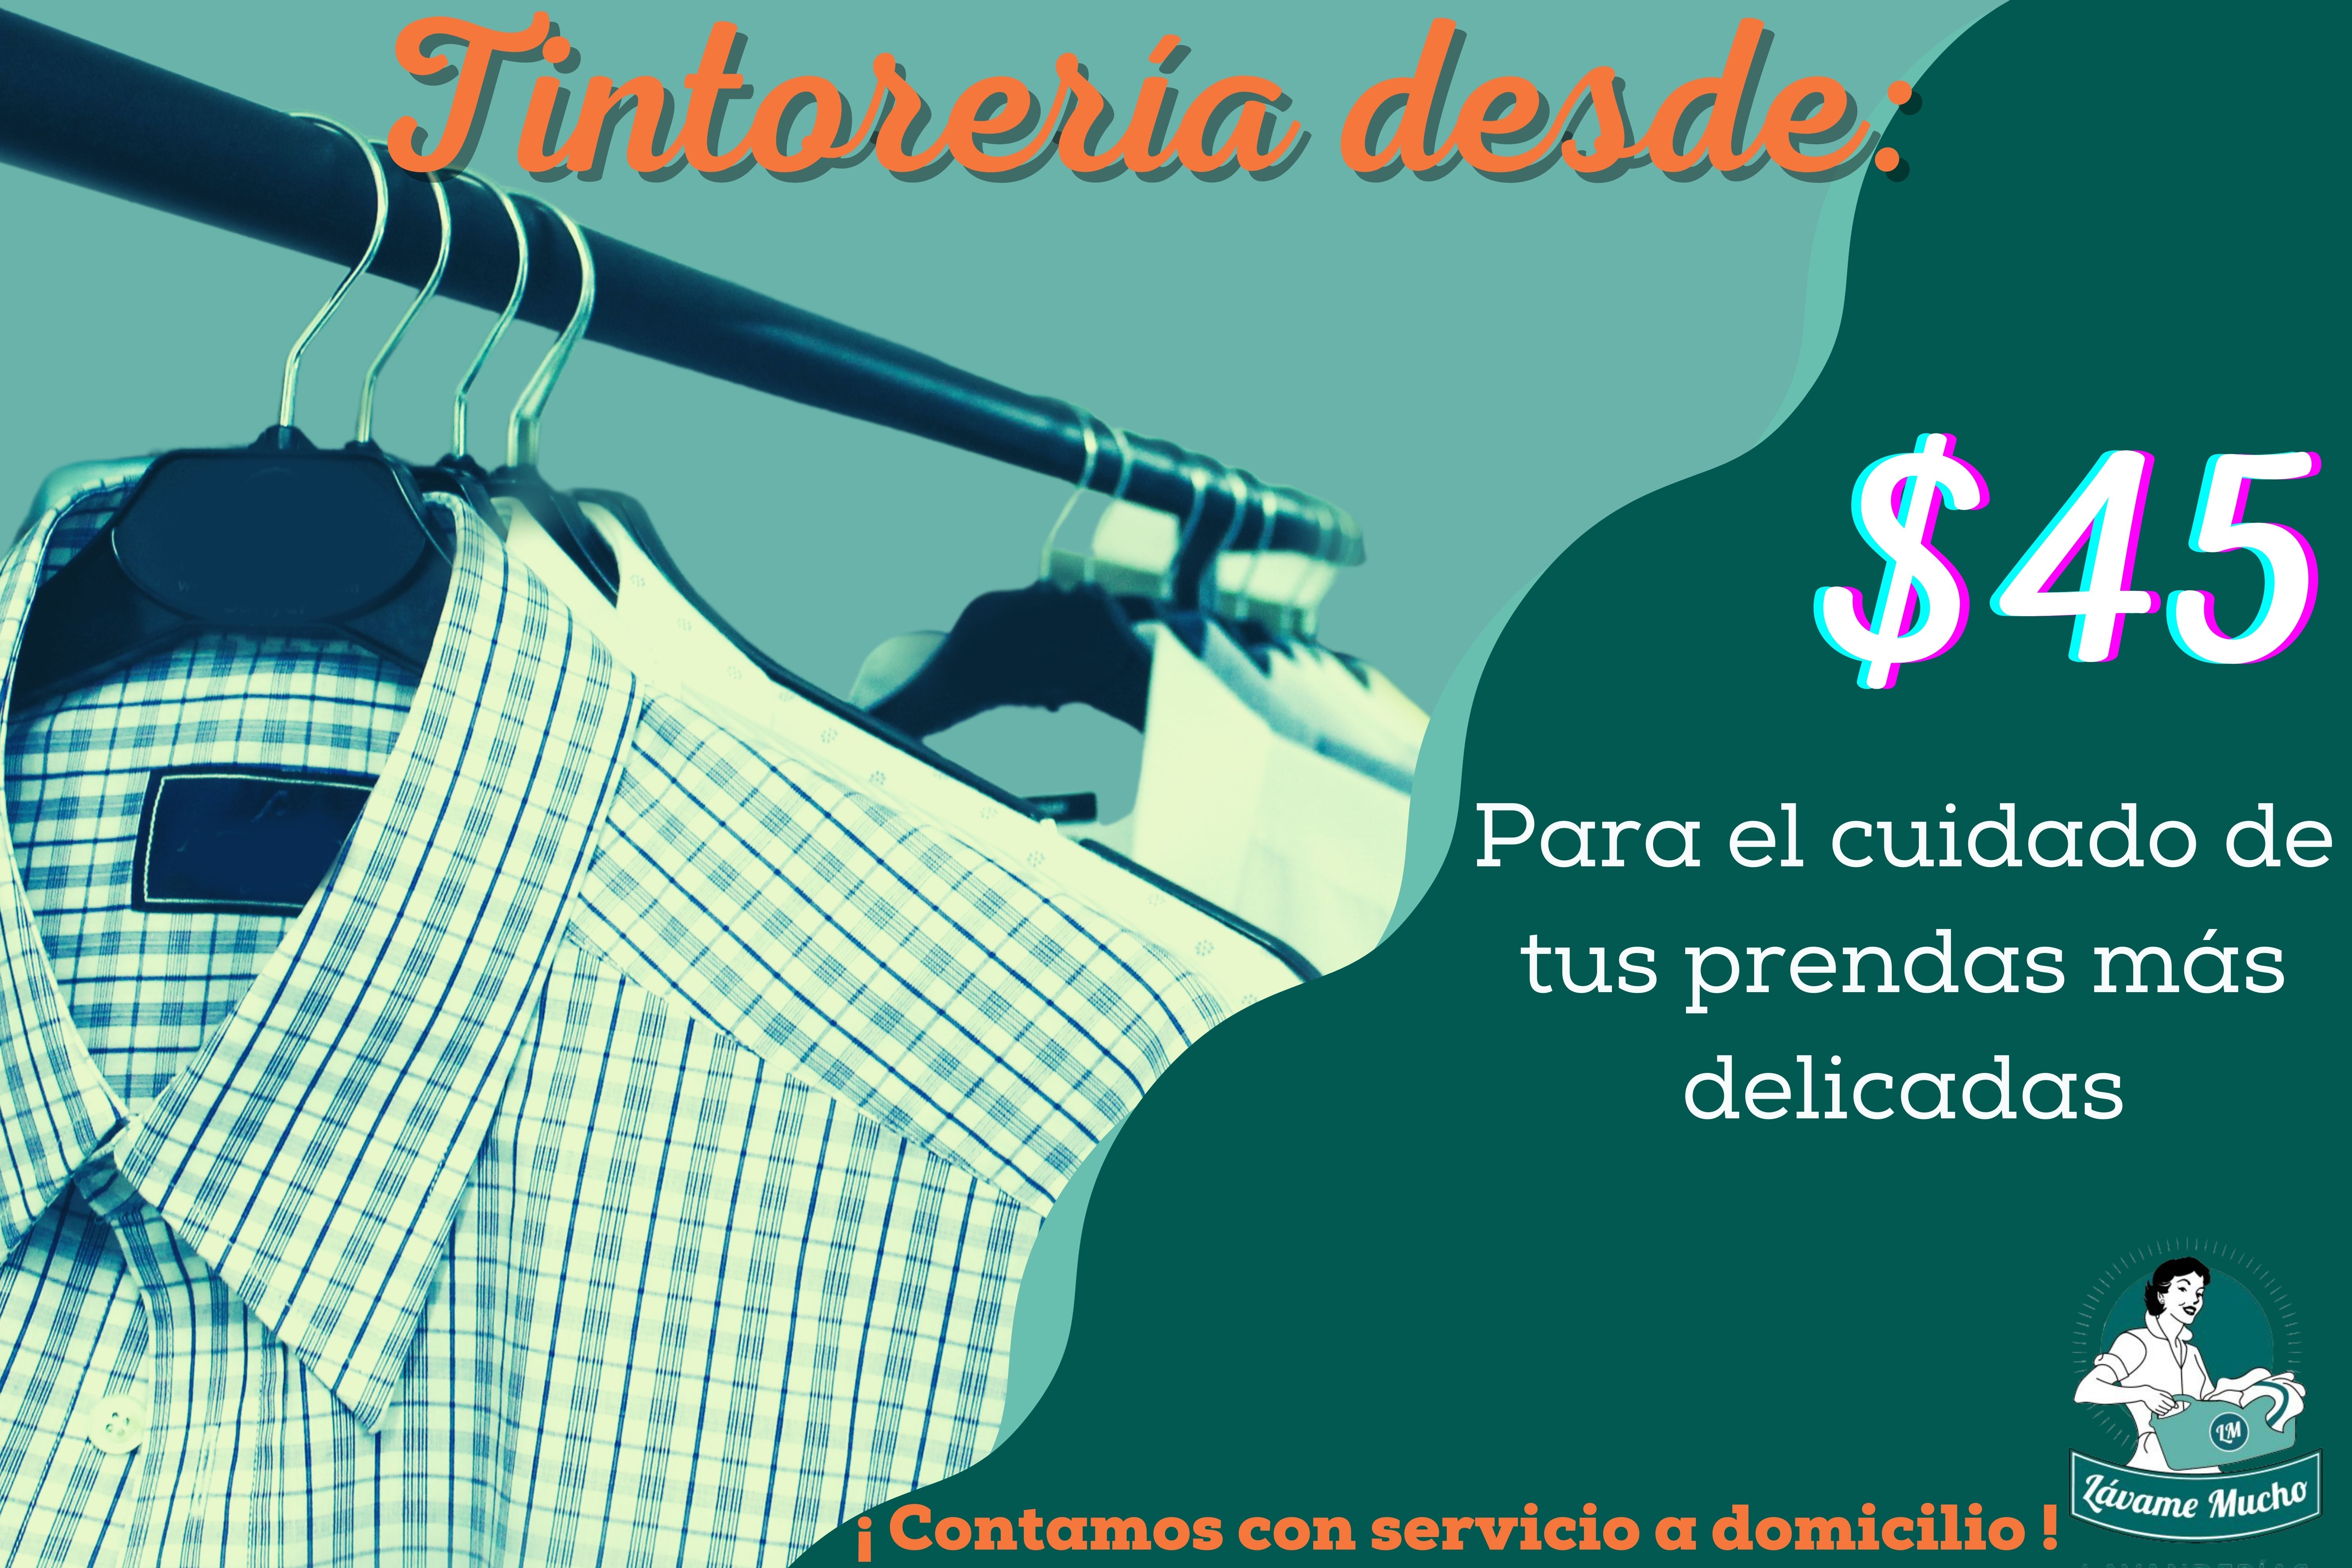 Tintorería desde:
$45
Para el cuidado de
tus prendas más
delicadas
LM
Lávame Mucho
¡ Contamos con servicio a domicilio !